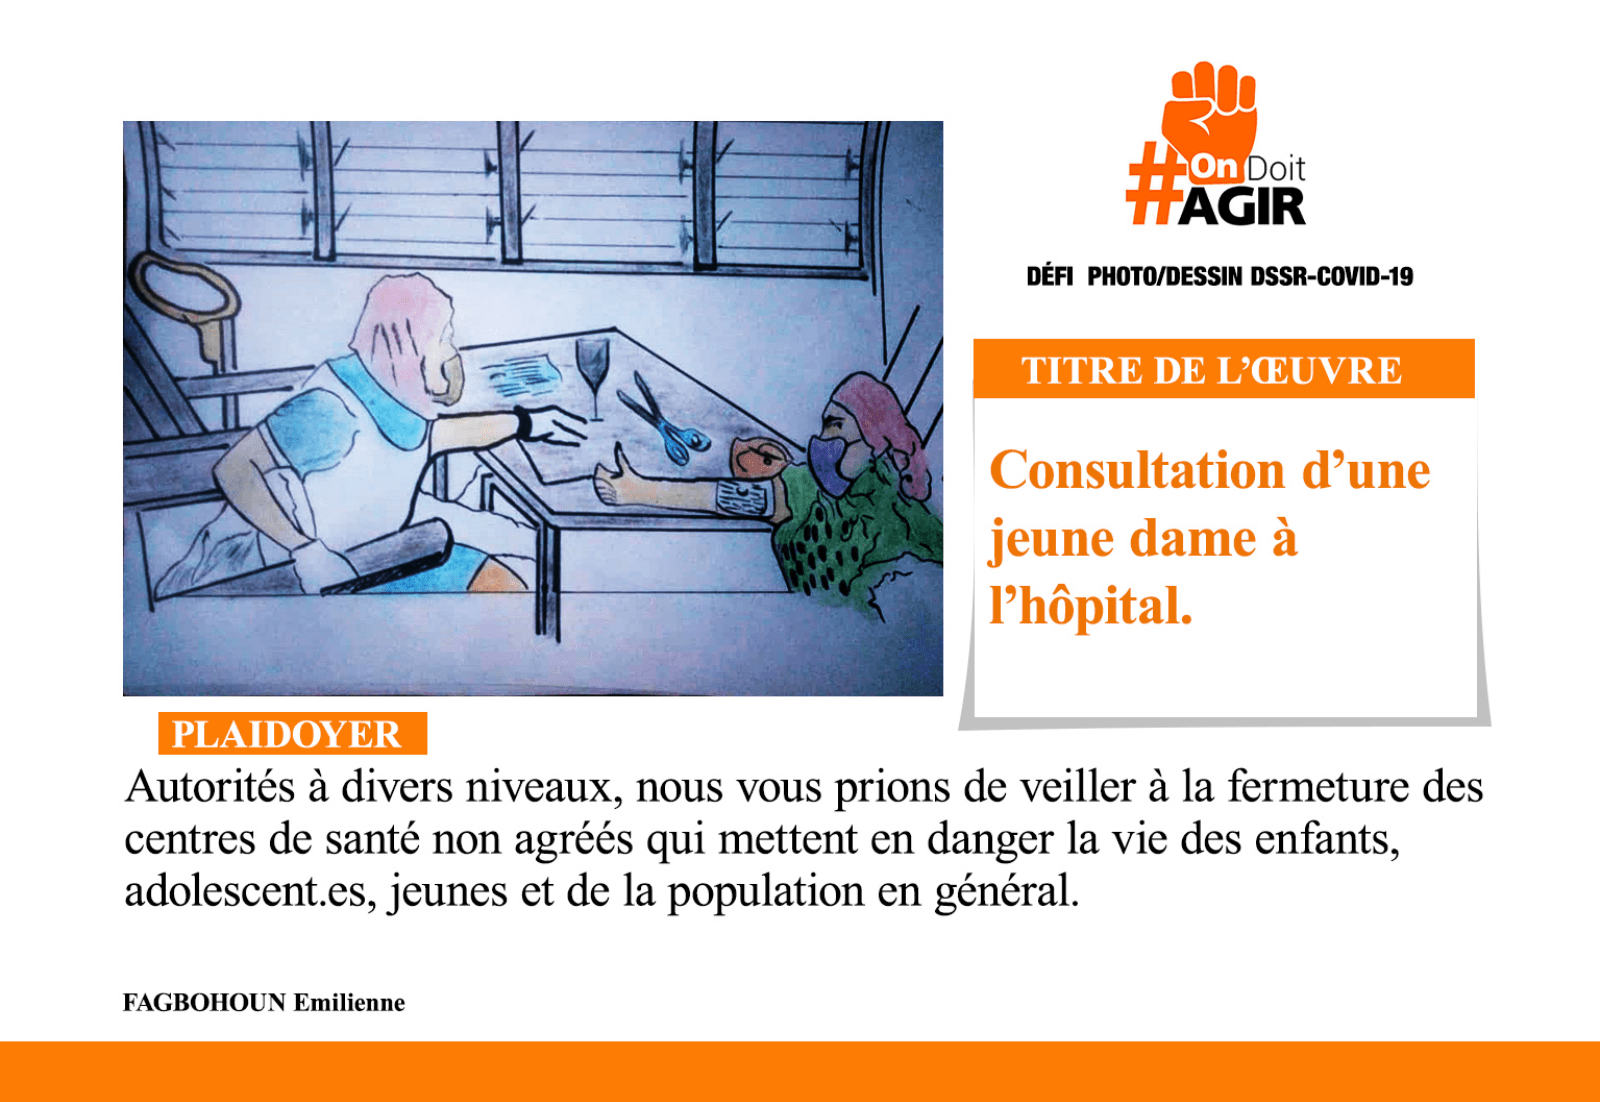 #On Doit
AGIR
DÉFI PHOTO/DESSIN DSSR-COVID-19
TITRE DE L'ŒUVRE
Consultation d'une
jeune dame à
l'hôpital.
PLAIDOYER
Autorités à divers niveaux, nous vous prions de veiller à la fermeture des
centres de santé non agréés qui mettent en danger la vie des enfants,
adolescent.es, jeunes et de la population en général.
FAGBOHOUN Emilienne